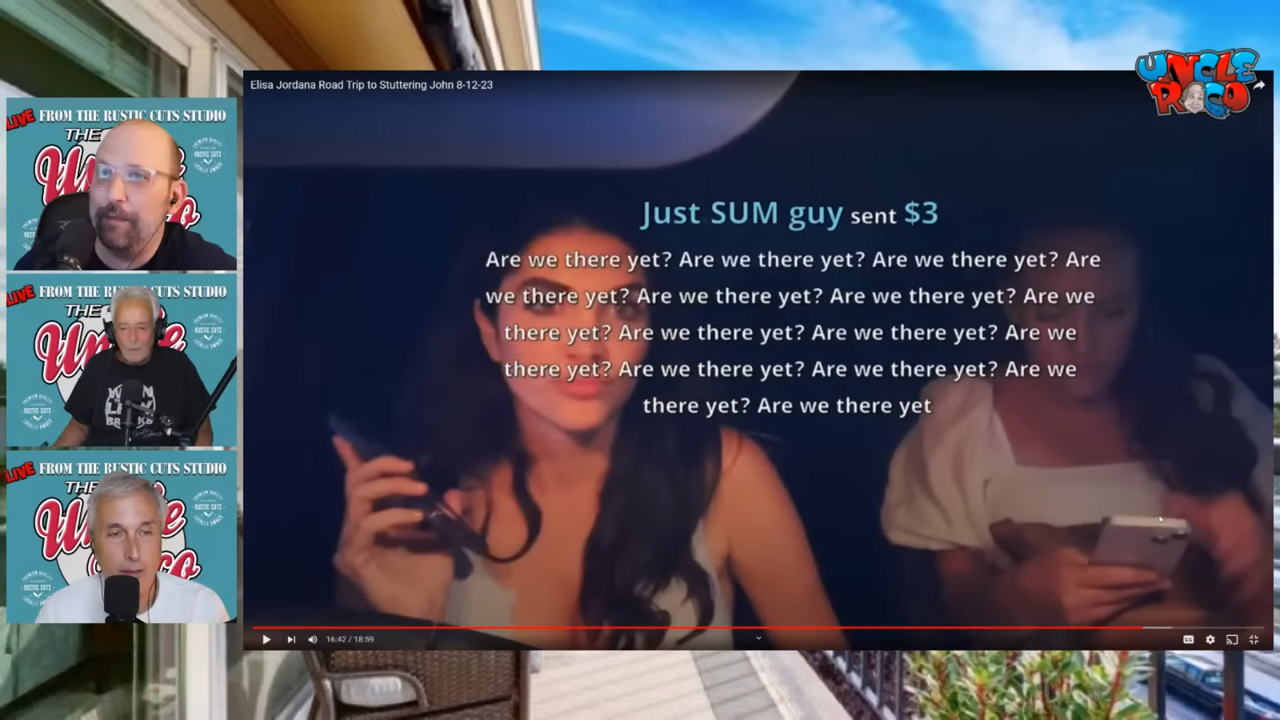 Elisa Jordana Road Trip to Stuttering John 8-12-23
UNCLE
ROCO
LIVE FROM THE RUSTIC CUTS STUDIO
THE
LIVE FROM THE RUSTIC CUTS STUDIO
THE
LIVE FROM THE RUSTIC CUTS STUDIO
THE
Just SUM guy sent $3
Are we there yet? Are we there yet? Are we there yet? Are
we there yet? Are we there yet? Are we there yet? Are we
there yet? Are we there yet? Are we there yet? Are we
there yet? Are we there yet? Are we there yet? Are we
there yet? Are we there yet
16:42 / 18:59